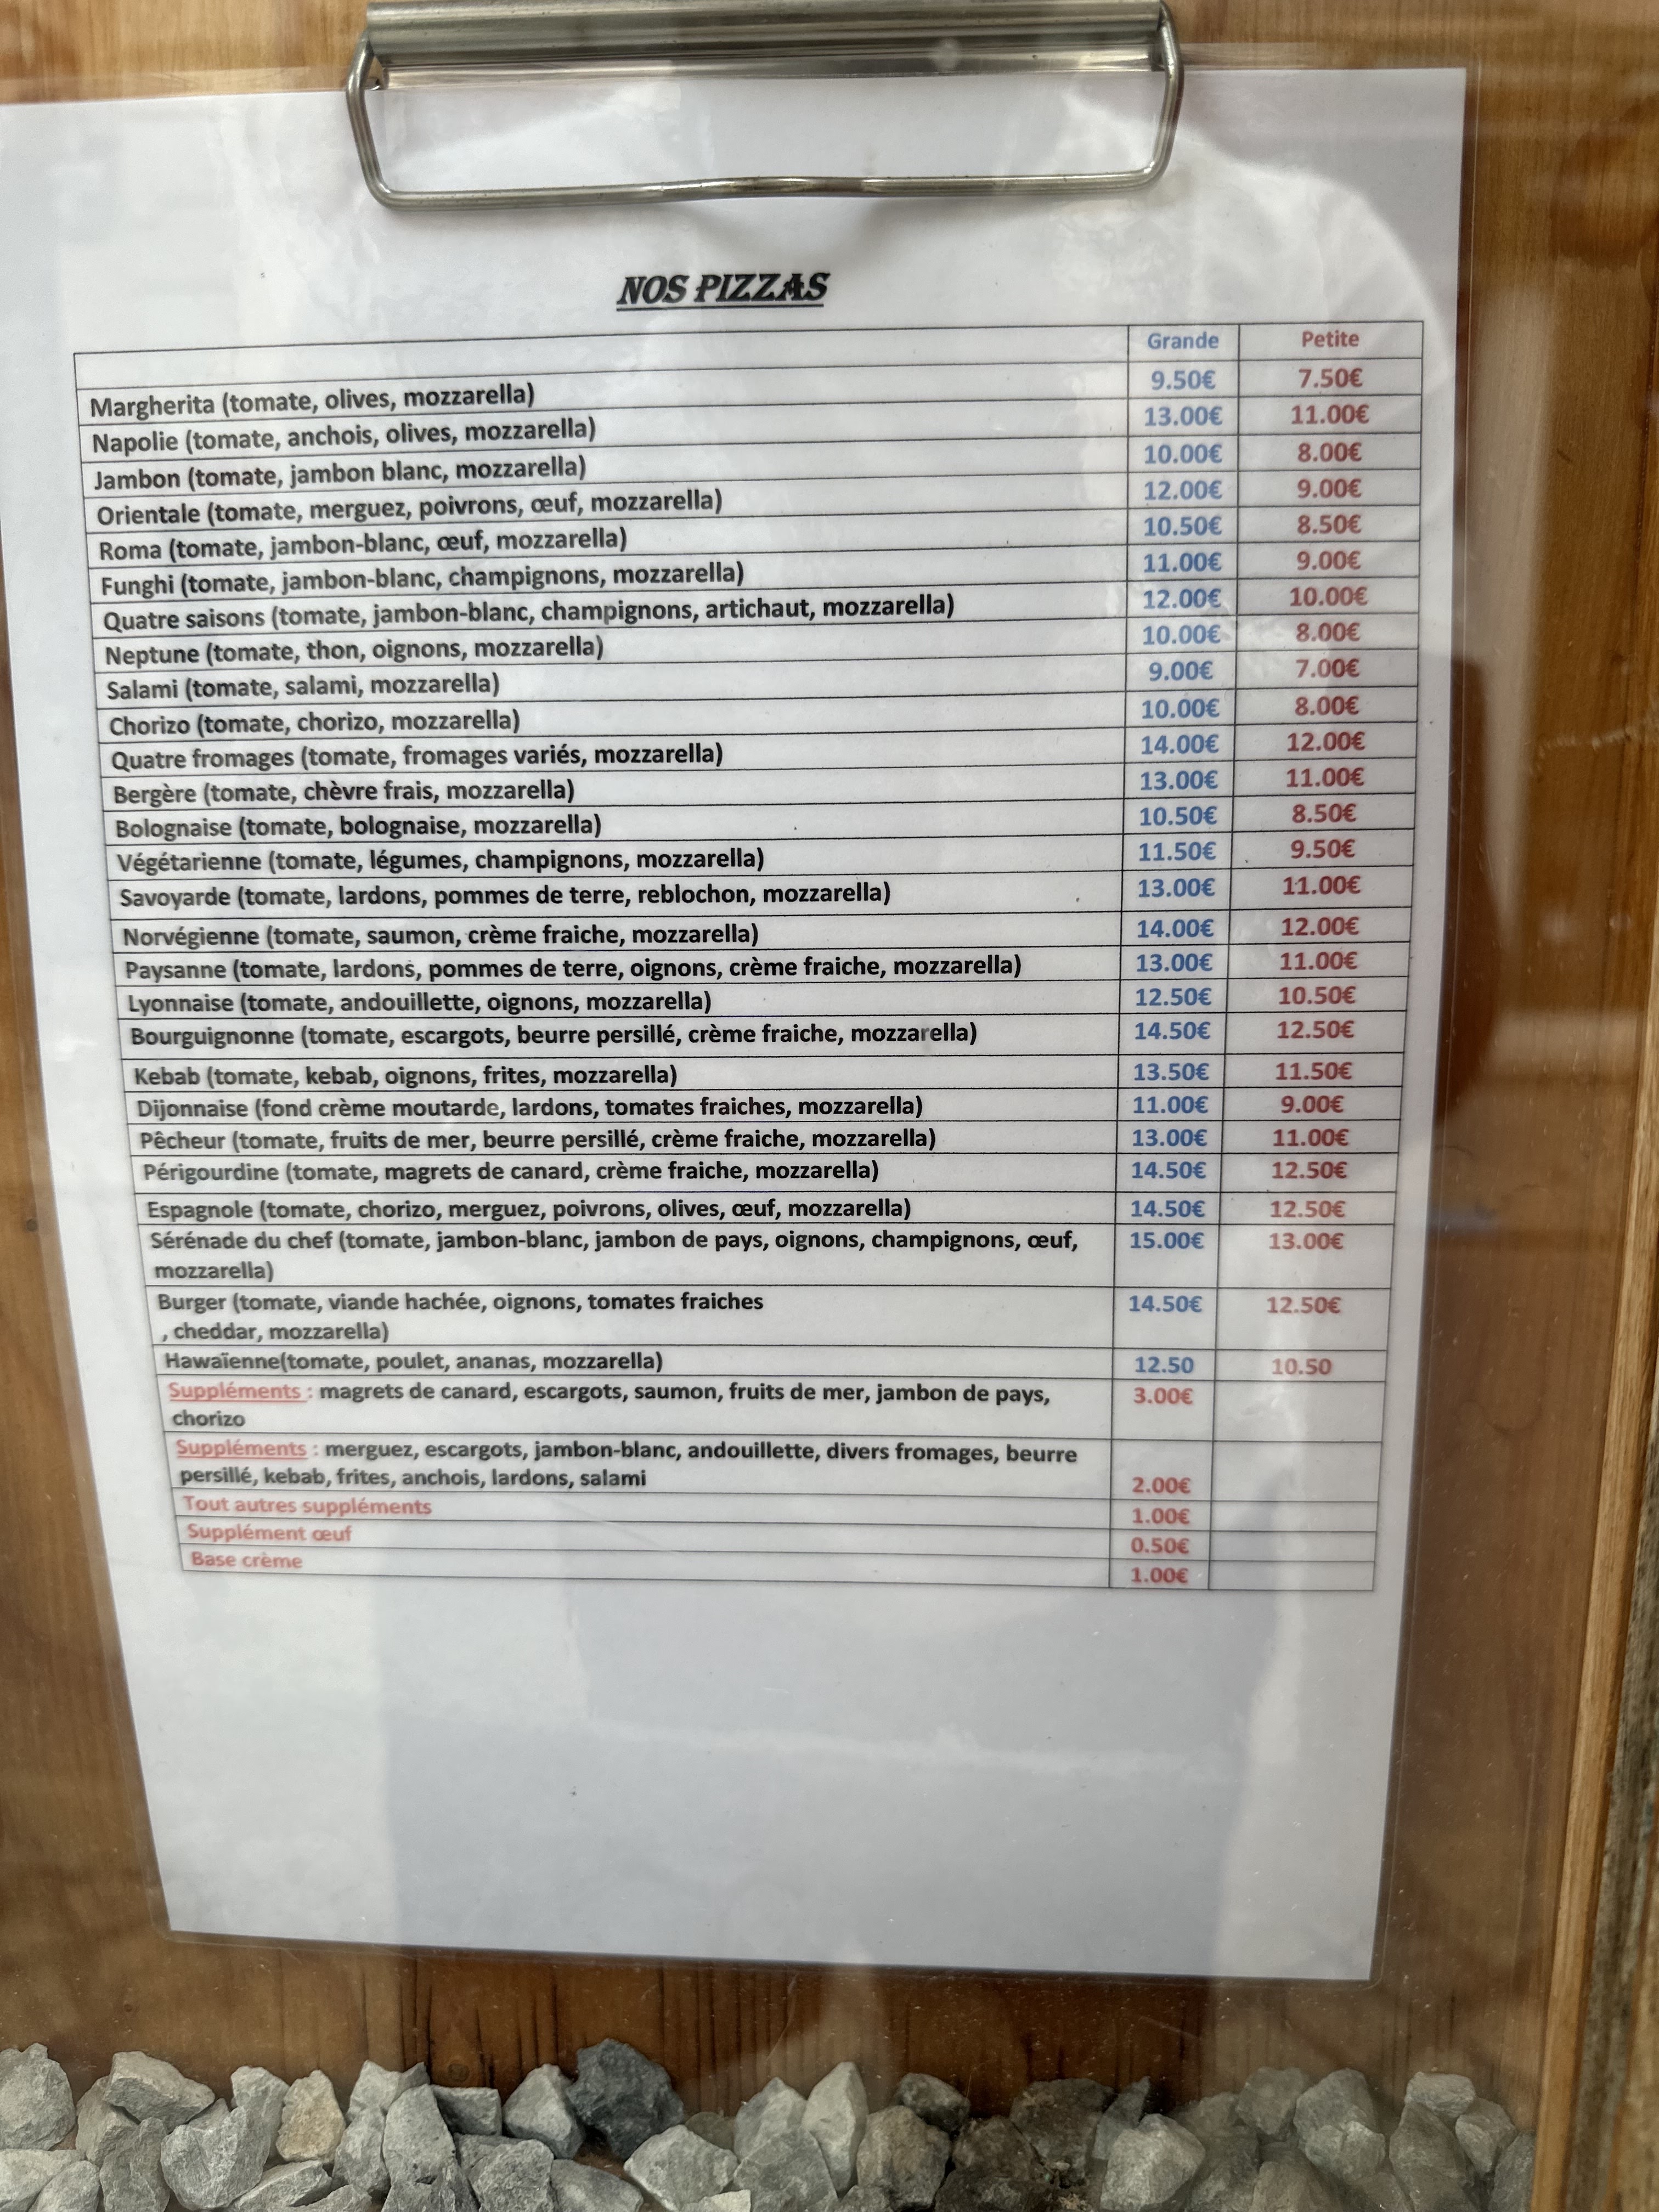 NOS PIZZAS
Grande Petite
Margherita (tomate, olives, mozzarella) 9.50€ 7.50€
Napolie (tomate, anchois, olives, mozzarella) 13.00€ 11.00€
Jambon (tomate, jambon blanc, mozzarella) 10.00€ 8.00€
Orientale (tomate, merguez, poivrons, œuf, mozzarella) 12.00€ 9.00€
Roma (tomate, jambon-blanc, œuf, mozzarella) 10.50€ 8.50€
Funghi (tomate, jambon-blanc, champignons, mozzarella) 11.00€ 9.00€
Quatre saisons (tomate, jambon-blanc, champignons, artichaut, mozzarella) 12.00€ 10.00€
Neptune (tomate, thon, oignons, mozzarella) 10.00€ 8.00€
Salami (tomate, salami, mozzarella) 9.00€ 7.00€
Chorizo (tomate, chorizo, mozzarella) 10.00€ 8.00€
Quatre fromages (tomate, fromages variés, mozzarella) 14.00€ 12.00€
Bergère (tomate, chèvre frais, mozzarella) 13.00€ 11.00€
Bolognaise (tomate, bolognaise, mozzarella) 10.50€ 8.50€
Végétarienne (tomate, légumes, champignons, mozzarella) 11.50€ 9.50€
Savoyarde (tomate, lardons, pommes de terre, reblochon, mozzarella) 13.00€ 11.00€
Norvégienne (tomate, saumon, crème fraiche, mozzarella) 14.00€ 12.00€
Paysanne (tomate, lardons, pommes de terre, oignons, crème fraiche, mozzarella) 13.00€ 11.00€
Lyonnaise (tomate, andouillette, oignons, mozzarella) 12.50€ 10.50€
Bourguignonne (tomate, escargots, beurre persillé, crème fraiche, mozzarella) 14.50€ 12.50€
Kebab (tomate, kebab, oignons, frites, mozzarella) 13.50€ 11.50€
Dijonnaise (fond crème moutarde, lardons, tomates fraiches, mozzarella) 11.00€ 9.00€
Pêcheur (tomate, fruits de mer, beurre persillé, crème fraiche, mozzarella) 13.00€ 11.00€
Périgourdine (tomate, magrets de canard, crème fraiche, mozzarella) 14.50€ 12.50€
Espagnole (tomate, chorizo, merguez, poivrons, olives, œuf, mozzarella) 14.50€ 12.50€
Sérénade du chef (tomate, jambon-blanc, jambon de pays, oignons, champignons, œuf, 15.00€ 13.00€
mozzarella)
Burger (tomate, viande hachée, oignons, tomates fraiches 14.50€ 12.50€
, cheddar, mozzarella)
Hawaïenne(tomate, poulet, ananas, mozzarella) 12.50 10.50
Suppléments : magrets de canard, escargots, saumon, fruits de mer, jambon de pays, 3.00€
chorizo
Suppléments : merguez, escargots, jambon-blanc, andouillette, divers fromages, beurre
persillé, kebab, frites, anchois, lardons, salami 2.00€
Tout autres suppléments 1.00€
Supplément œuf 0.50€
Base crème 1.00€